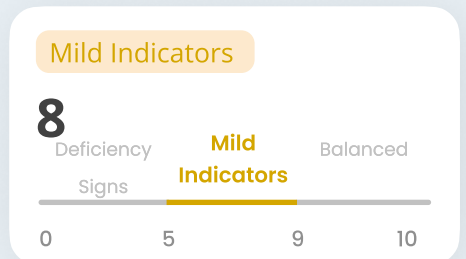 Mild Indicators
8
Deficiency
Signs
Mild
Indicators
Balanced
0 5 9 10